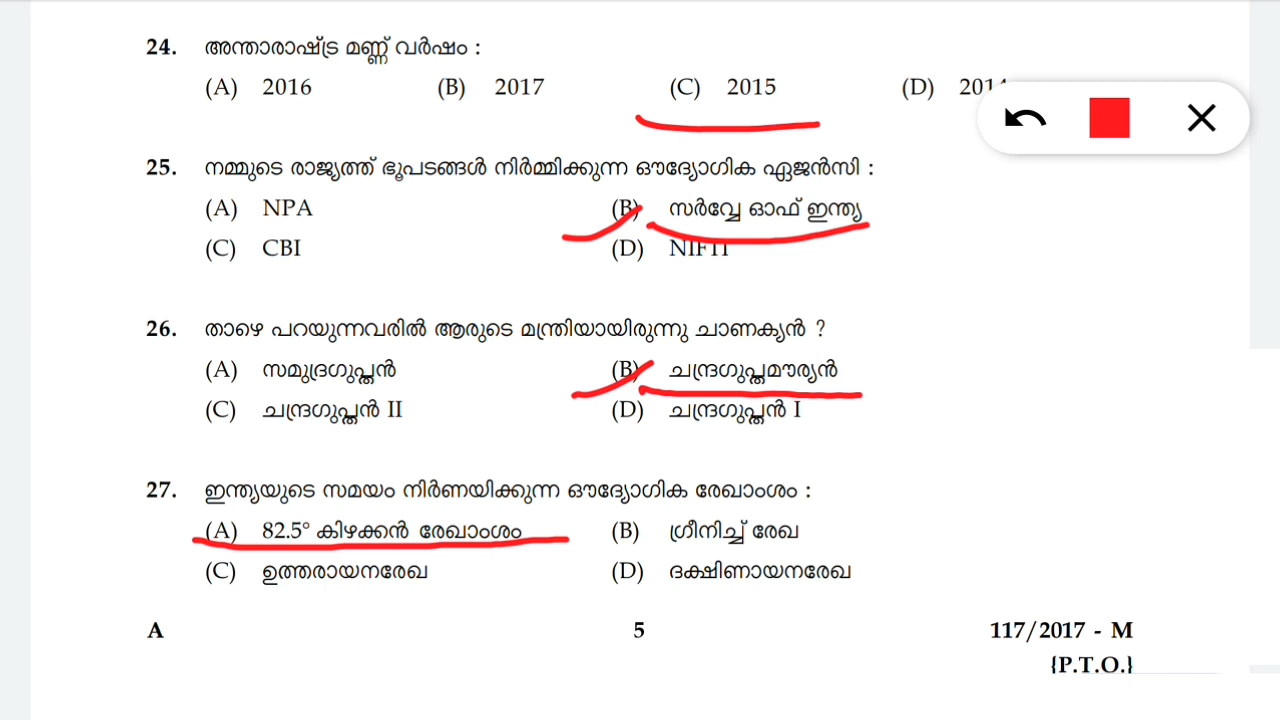 24. അന്താരാഷ്ട്ര മണ്ണ് വർഷം :
(A) 2016 (B) 2017 (C) 2015 (D)
25. നമ്മുടെ രാജ്യത്ത് ഭൂപടങ്ങൾ നിർമ്മിക്കുന്ന ഔദ്യോഗിക ഏജൻസി :
(A) NPA (B) സർവ്വേ ഓഫ് ഇന്ത്യ
(C) CBI (D) NIFTI
26. താഴെ പറയുന്നവരിൽ ആരുടെ മന്ത്രിയായിരുന്നു ചാണക്യൻ ?
(A) സമുദ്രഗുപ്തൻ (B) ചന്ദ്രഗുപ്തമൗര്യൻ
(C) ചന്ദ്രഗുപ്തൻ II (D) ചന്ദ്രഗുപ്തൻ I
27. ഇന്ത്യയുടെ സമയം നിർണയിക്കുന്ന ഔദ്യോഗിക രേഖാംശം :
(A) 82.5° കിഴക്കൻ രേഖാംശം (B) ഗ്രീനിച്ച് രേഖ
(C) ഉത്തരായനരേഖ (D) ദക്ഷിണായനരേഖ
A 5 117/2017 - M
{P.T.O.}